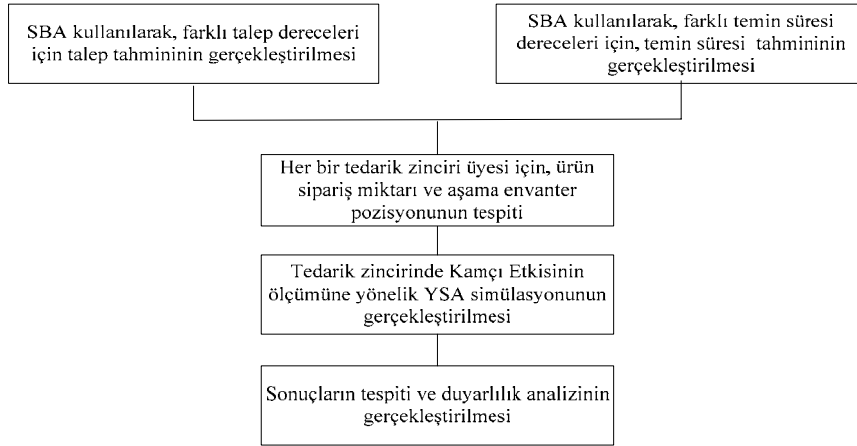 SBA kullanılarak, farklı talep dereceleri
için talep tahmininin gerçekleştirilmesi
SBA kullanılarak, farklı temin süresi
dereceleri için, temin süresi tahmininin
gerçekleştirilmesi
Her bir tedarik zinciri üyesi için, ürün
sipariş miktarı ve aşama envanter
pozisyonunun tespiti
Tedarik zincirinde Kamçı Etkisinin
ölçümüne yönelik YSA simülasyonunun
gerçekleştirilmesi
Sonuçların tespiti ve duyarlılık analizinin
gerçekleştirilmesi